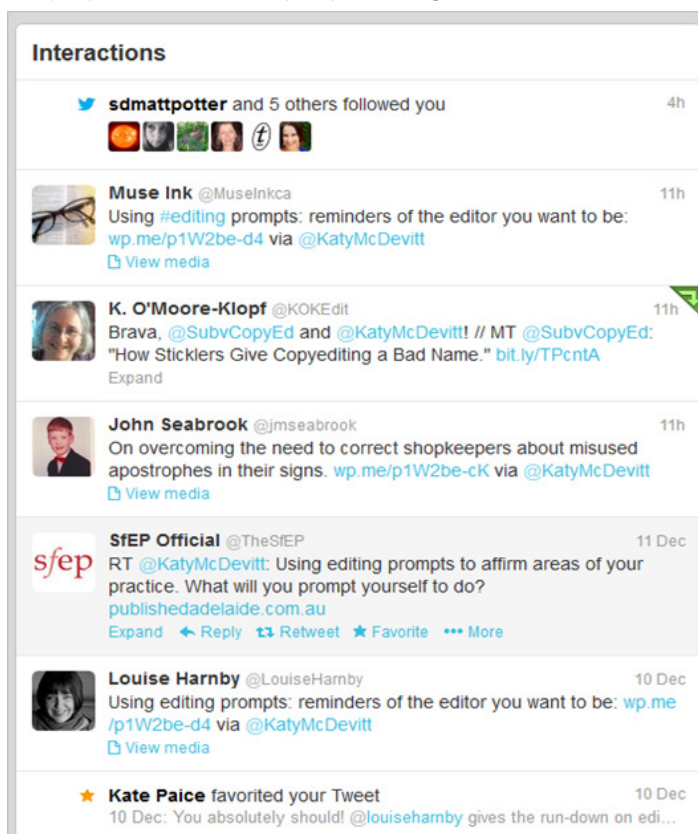 Interactions
sdmattpotter and 5 others followed you 4h
t
Muse Ink @MuseInkca 11h
Using #editing prompts: reminders of the editor you want to be:
wp.me/p1W2be-d4 via @KatyMcDevitt
View media
K. O'Moore-Klopf @KOKEdit 11h
Brava, @SubvCopyEd and @KatyMcDevitt! // MT @SubvCopyEd:
"How Sticklers Give Copyediting a Bad Name." bit.ly/TPcntA
Expand
John Seabrook @jmseabrook 11h
On overcoming the need to correct shopkeepers about misused
apostrophes in their signs. wp.me/p1W2be-cK via @KatyMcDevitt
View media
sfep
SfEP Official @TheSfEP 11 Dec
RT @KatyMcDevitt: Using editing prompts to affirm areas of your
practice. What will you prompt yourself to do?
publishedadelaide.com.au
Expand Reply Retweet Favorite More
Louise Harnby @LouiseHarnby 10 Dec
Using editing prompts: reminders of the editor you want to be: wp.me
/p1W2be-d4 via @KatyMcDevitt
View media
Kate Paice favorited your Tweet 10 Dec
10 Dec: You absolutely should! @louiseharnby gives the run-down on edi...